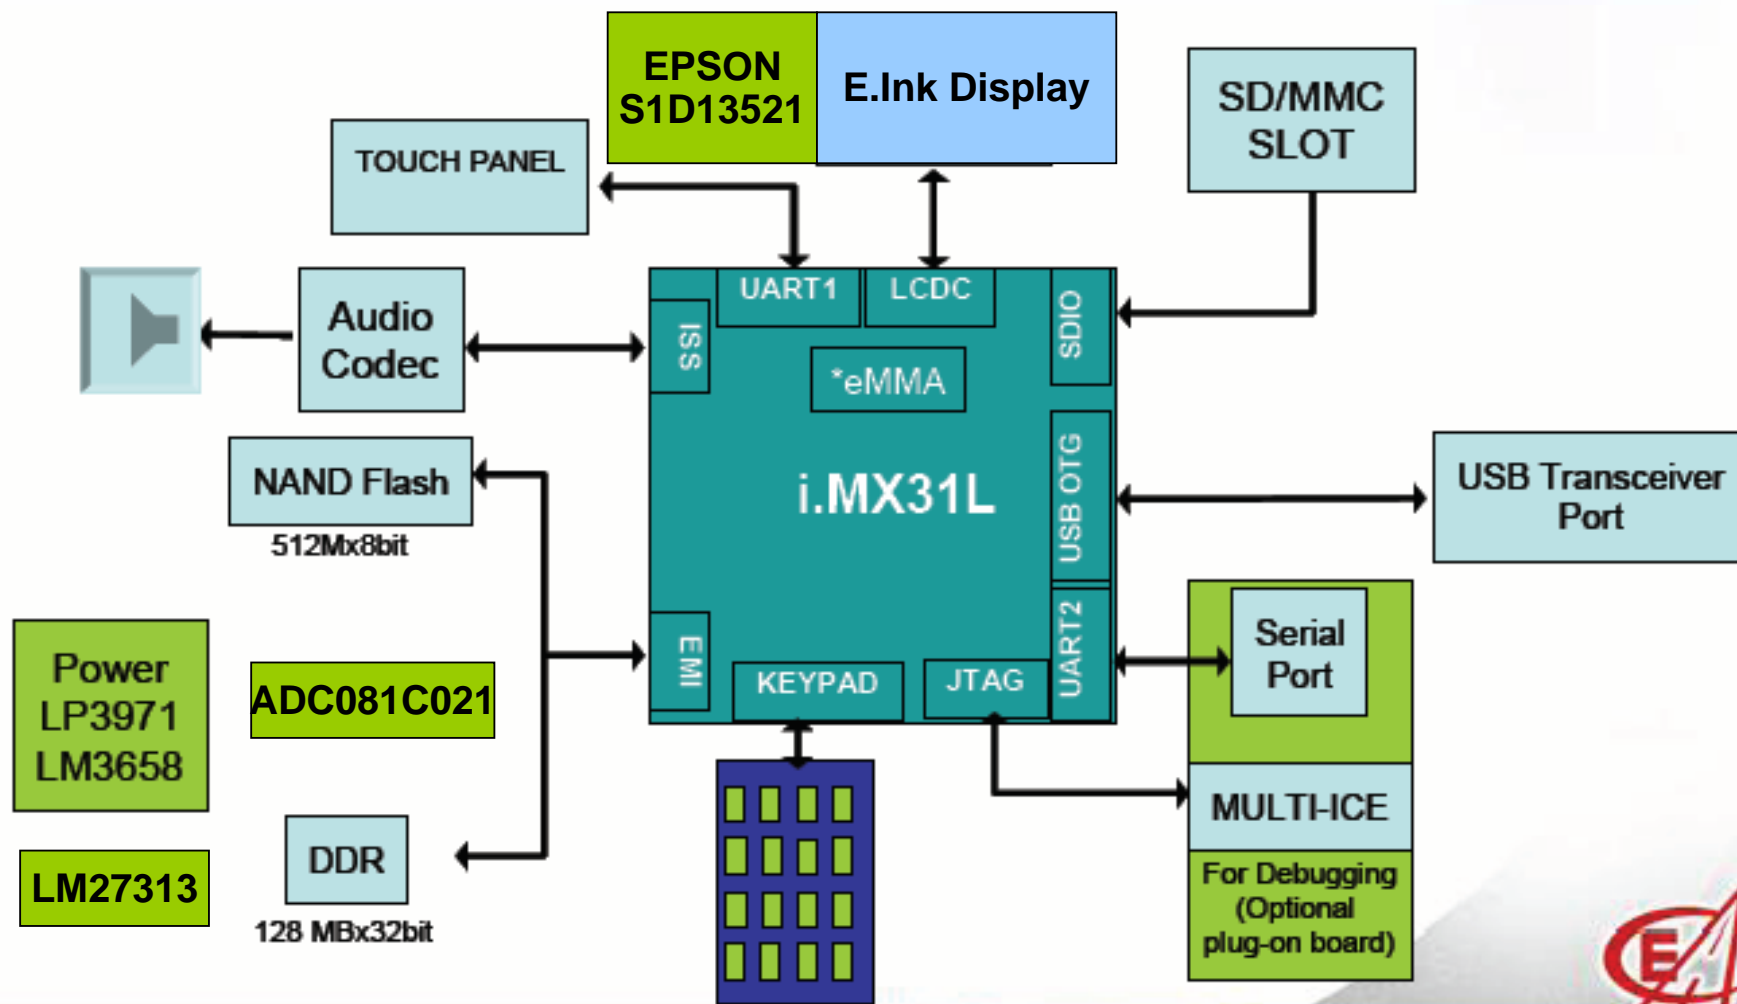 EPSON
S1D13521
E.Ink Display
SD/MMC
SLOT
TOUCH PANEL
UART1
LCDC
SDIO
Audio
Codec
ISS
*eMMA
NAND Flash
512Mx8bit
i.MX31L
USB OTG
USB Transceiver
Port
Power
LP3971
LM3658
ADC081C021
EMI
KEYPAD
JTAG
UART2
Serial
Port
MULTI-ICE
For Debugging
(Optional
plug-on board)
DDR
128 MBx32bit
LM27313
EA